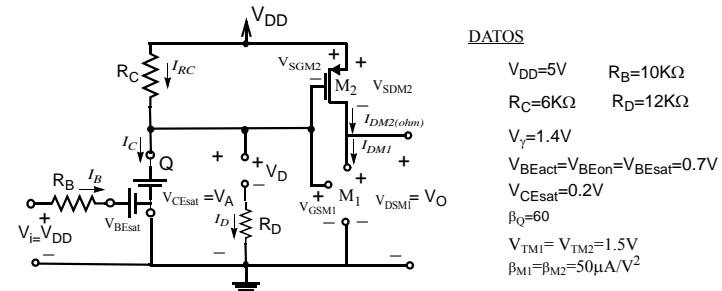 V_DD
R_C
I_RC
V_SGM2
+
+
−
M_2
V_SDM2
−
I_DM2(ohm)
I_DM1
I_C
Q
+
+
V_D
−
+
+
R_B
I_B
V_BEsat
V_CEsat =V_A
−
V_GSM1
M_1
V_DSM1= V_O
+
V_i=V_DD
I_D
R_D
−
−
−
−
−
DATOS
V_DD=5V R_B=10KΩ
R_C=6KΩ R_D=12KΩ
V_γ=1.4V
V_BEact=V_BEon=V_BEsat=0.7V
V_CEsat=0.2V
β_Q=60
V_TM1= V_TM2=1.5V
β_M1=β_M2=50μA/V²